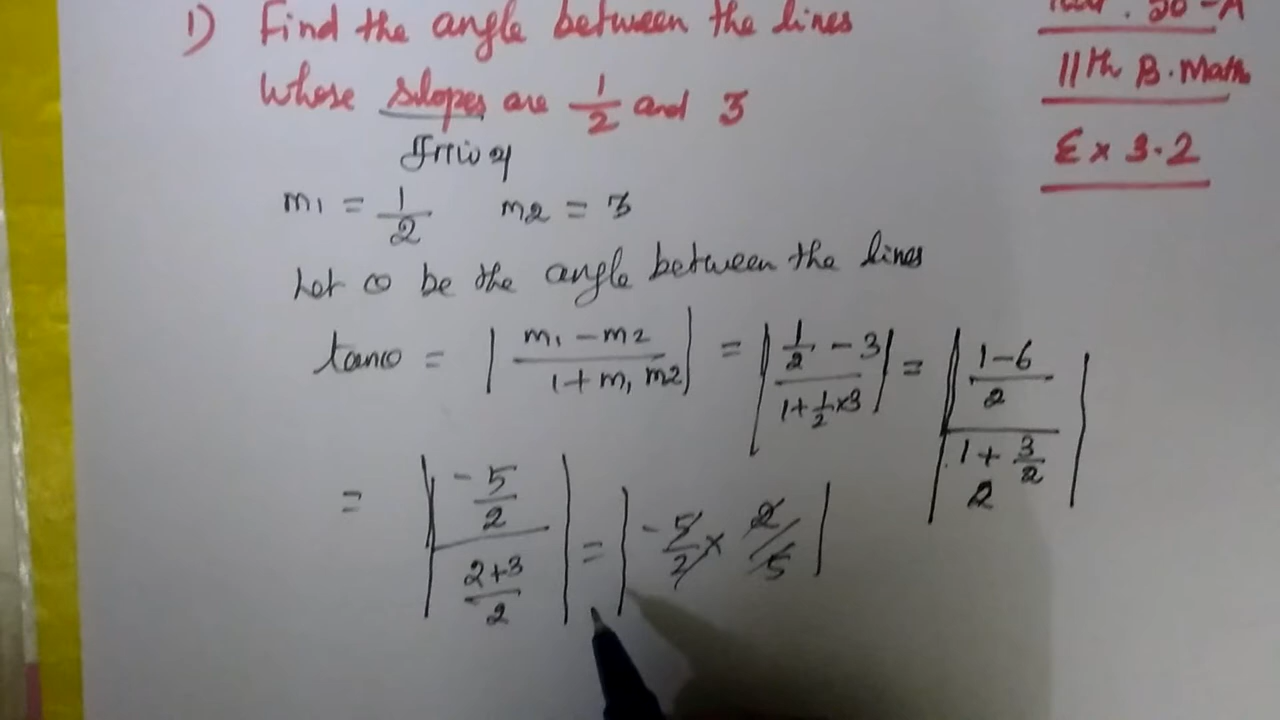 1) Find the angle between the lines
whose slopes are 1/2 and 3
சாய்வு
m1 = 1/2 m2 = 3
Let θ be the angle between the lines
tanθ = | (m1 - m2) / (1 + m1 m2) | = | (1/2 - 3) / (1 + 1/2 × 3) | = | ((1-6)/2) / (1 + 3/2) |
2
= | (-5/2) / ((2+3)/2) | = | -5/2 × 2/5 |
20-A
11th B.Maths
Ex 3.2